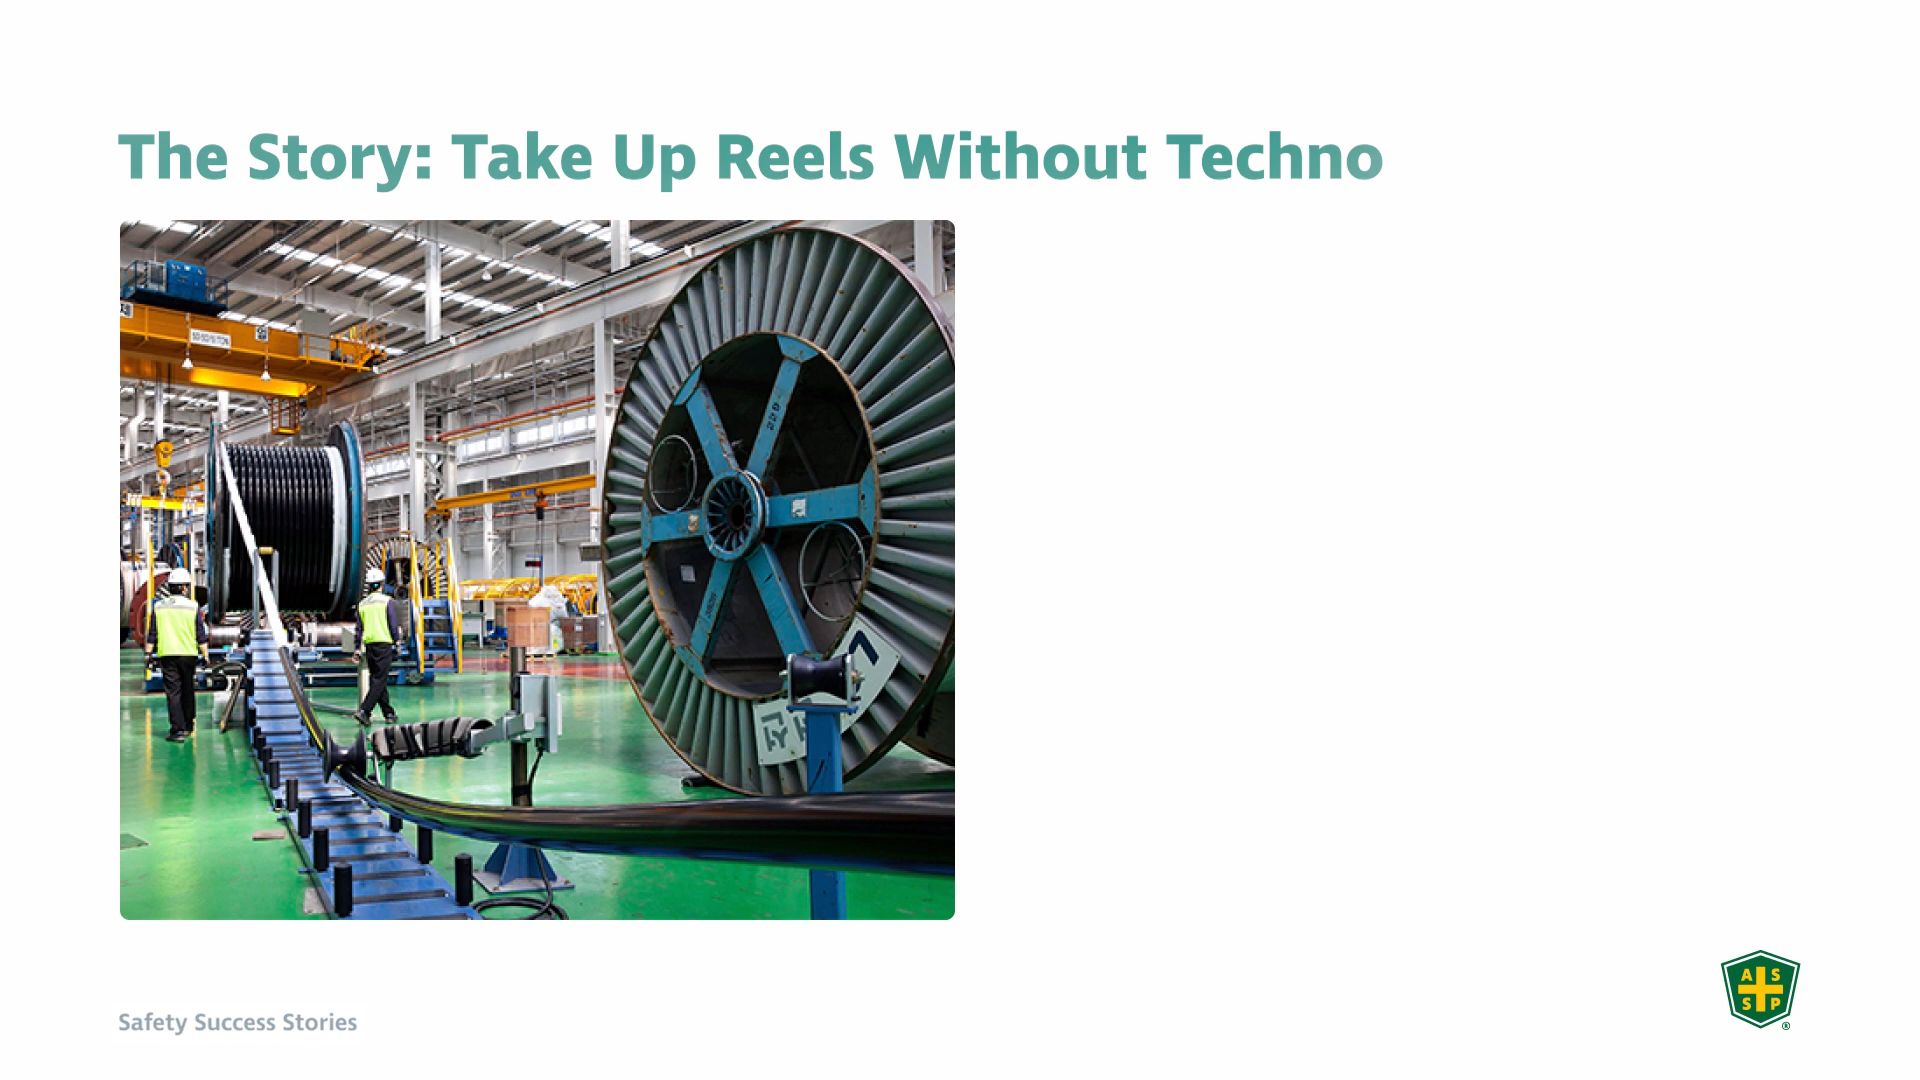 The Story: Take Up Reels Without Techno
Safety Success Stories
A S
S P
®